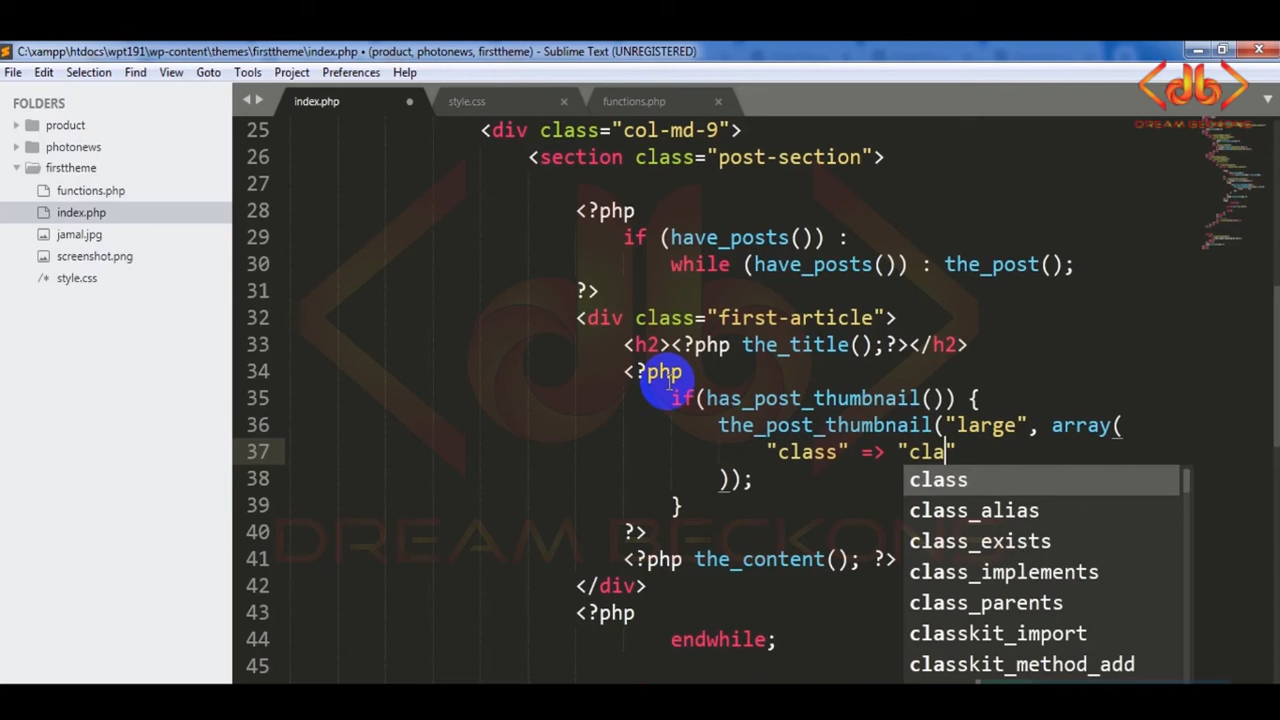 C:\xampp\htdocs\wpt191\wp-content\themes\firsttheme\index.php • (product, photonews, firsttheme) - Sublime Text (UNREGISTERED)
File Edit Selection Find View Goto Tools Project Preferences Help
FOLDERS
product
photonews
firsttheme
functions.php
index.php
jamal.jpg
screenshot.png
/* style.css
index.php
style.css
functions.php
DREAM BECKONS
25 <div class="col-md-9">
26 <section class="post-section">
27
28 <?php
29 if (have_posts()) :
30 while (have_posts()) : the_post();
31 ?>
32 <div class="first-article">
33 <h2><?php the_title();?></h2>
34 <?php
35 if(has_post_thumbnail()) {
36 the_post_thumbnail("large", array(
37 "class" => "cla"
38 ));
39 }
40 ?>
41 <?php the_content(); ?>
42 </div>
43 <?php
44 endwhile;
45
class
class_alias
class_exists
class_implements
class_parents
classkit_import
classkit_method_add
DREAM BECKONS